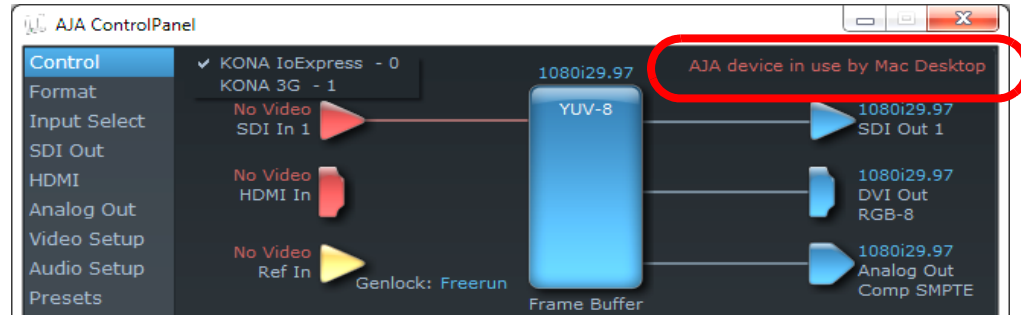 AJA ControlPanel
Control
Format
Input Select
SDI Out
HDMI
Analog Out
Video Setup
Audio Setup
Presets
✔ KONA IoExpress - 0
KONA 3G - 1
No Video
SDI In 1
No Video
HDMI In
No Video
Ref In
Genlock: Freerun
1080i29.97
YUV-8
Frame Buffer
AJA device in use by Mac Desktop
1080i29.97
SDI Out 1
1080i29.97
DVI Out
RGB-8
1080i29.97
Analog Out
Comp SMPTE